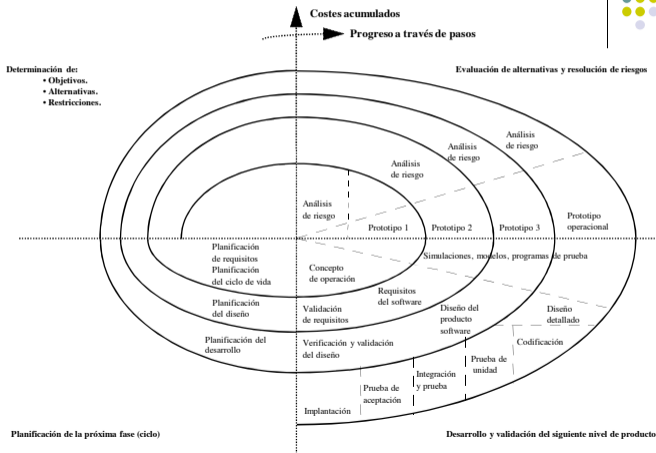 Costes acumulados
Progreso a través de pasos
Determinación de:
• Objetivos.
• Alternativas.
• Restricciones.
Evaluación de alternativas y resolución de riesgos
Análisis
de riesgo
Análisis
de riesgo
Análisis
de riesgo
Análisis
de riesgo
Prototipo 1
Prototipo 2
Prototipo 3
Prototipo
operacional
Simulaciones, modelos, programas de prueba
Planificación
de requisitos
Planificación
del ciclo de vida
Concepto
de operación
Planificación
del diseño
Validación
de requisitos
Requisitos
del software
Diseño del
producto
software
Diseño
detallado
Planificación del
desarrollo
Verificación y validación
del diseño
Codificación
Prueba de
unidad
Integración
y prueba
Prueba de
aceptación
Implantación
Planificación de la próxima fase (ciclo)
Desarrollo y validación del siguiente nivel de producto